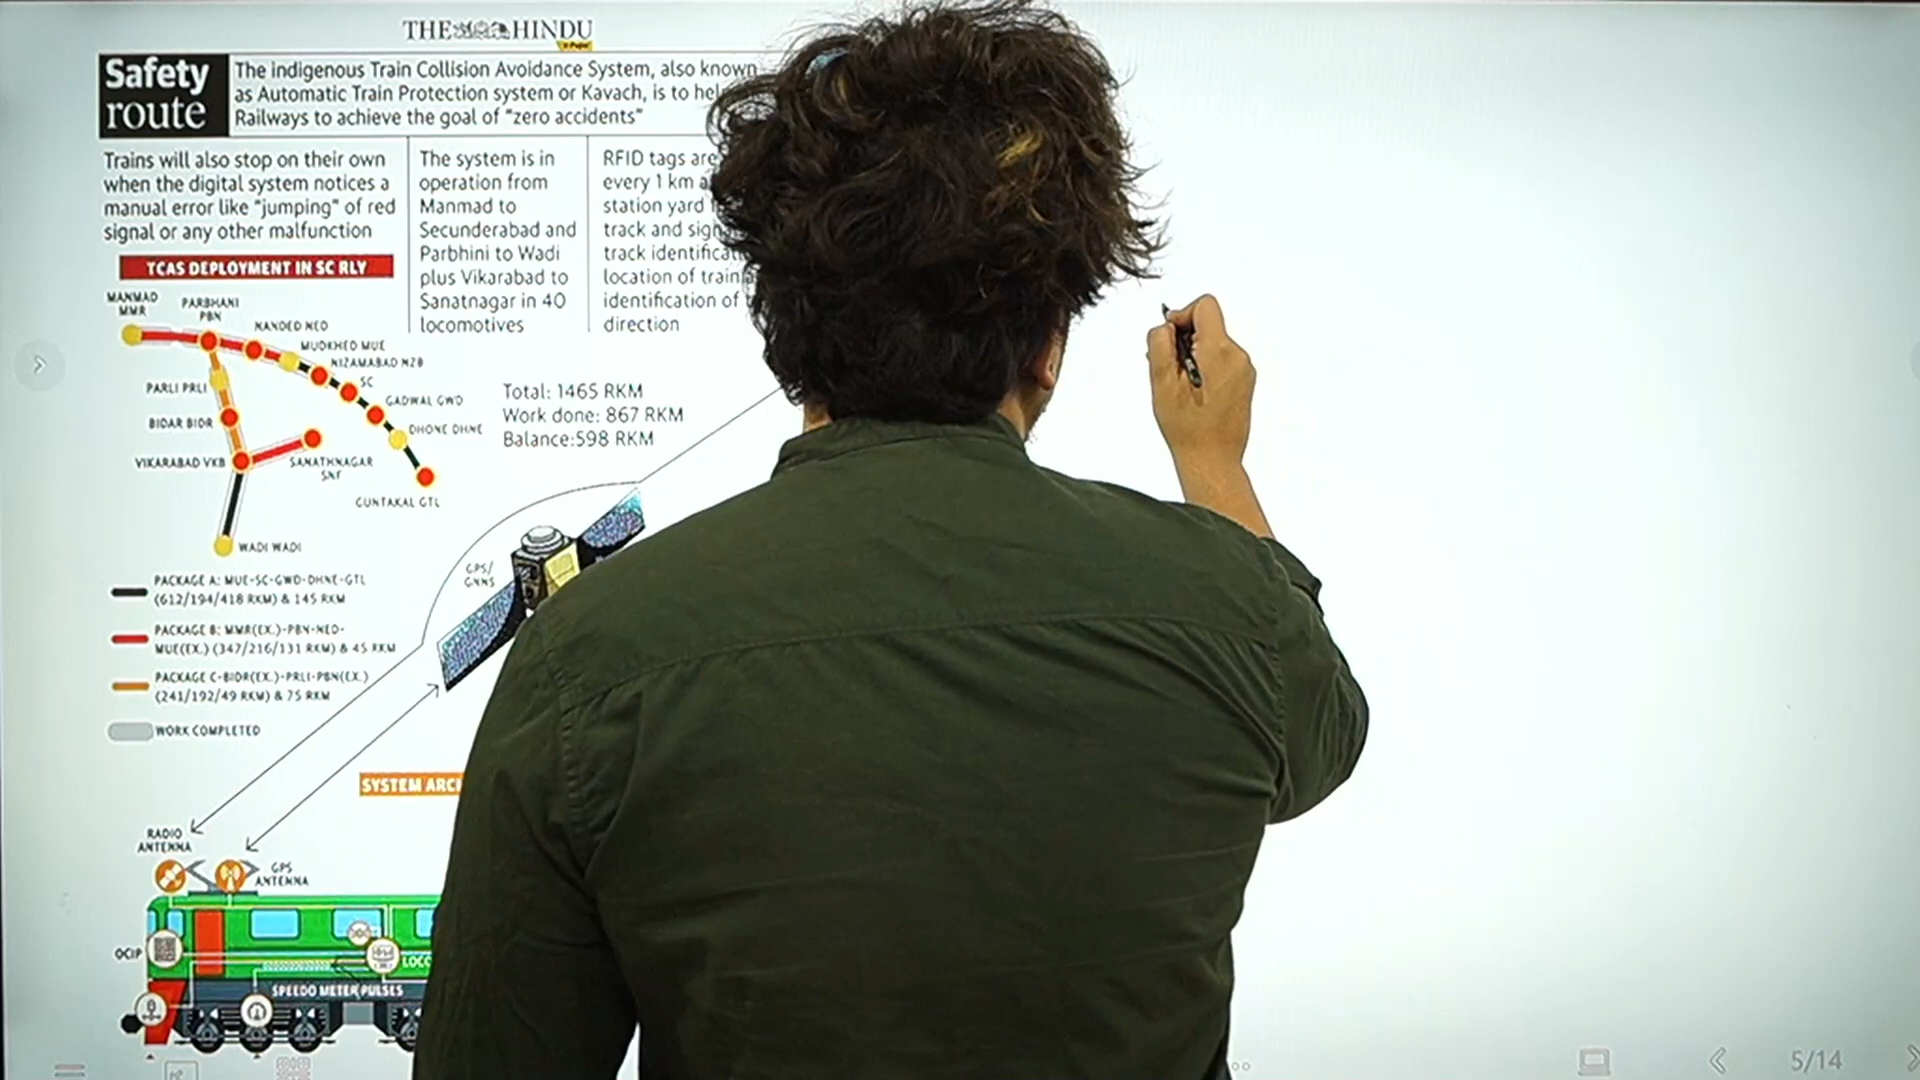 THE HINDU
Safety
route
The indigenous Train Collision Avoidance System, also known
as Automatic Train Protection system or Kavach, is to
Railways to achieve the goal of "zero accidents"
Trains will also stop on their own
when the digital system notices a
manual error like "jumping" of red
signal or any other malfunction
The system is in
operation from
Manmad to
Secunderabad and
Parbhini to Wadi
plus Vikarabad to
Sanatnagar in 40
locomotives
RFID tags are
every 1 km
station yard
track and
track
location of
identification of
direction
TCAS DEPLOYMENT IN SC RLY
MANMAD
MMR
PARBHANI
PBN
NANDED NED
MUDKHED MUE
NIZAMABAD NZB
SC
PARLI PRLI
GADWAL GWD
BIDAR BIDR
DHONE DHNE
VIKARABAD VKB
SANATHNAGAR
SNF
GUNTAKAL GTL
WADI WADI
Total: 1465 RKM
Work done: 867 RKM
Balance:598 RKM
PACKAGE A: MUE-SC-GWD-DHNE-GTL
(612/194/418 RKM) & 145 RKM
PACKAGE B: MMR(EX.)-PBN-NED-
MUE(EX.) (347/216/131 RKM) & 45 RKM
PACKAGE C-BIDR(EX.)-PRLI-PBN(EX.)
(241/192/49 RKM) & 75 RKM
WORK COMPLETED
GPS/
GNNS
SYSTEM
RADIO
ANTENNA
GPS
ANTENNA
OCIP
SPEEDO METER PULSES
5/14